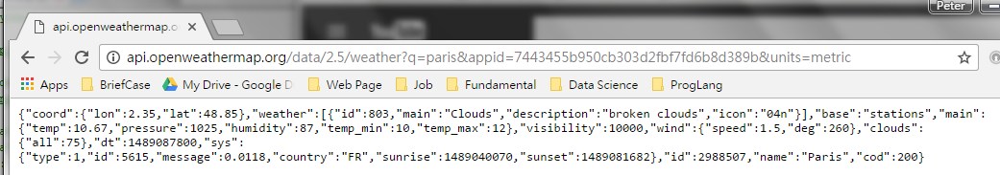 Peter
api.openweathermap.o
api.openweathermap.org/data/2.5/weather?q=paris&appid=7443455b950cb303d2fbf7fd6b8d389b&units=metric
Apps BriefCase My Drive - Google D Web Page Job Fundamental Data Science ProgLang
{"coord":{"lon":2.35,"lat":48.85},"weather":[{"id":803,"main":"Clouds","description":"broken clouds","icon":"04n"}],"base":"stations","main":
{"temp":10.67,"pressure":1025,"humidity":87,"temp_min":10,"temp_max":12},"visibility":10000,"wind":{"speed":1.5,"deg":260},"clouds":
{"all":75},"dt":1489087800,"sys":
{"type":1,"id":5615,"message":0.0118,"country":"FR","sunrise":1489040070,"sunset":1489081682},"id":2988507,"name":"Paris","cod":200}